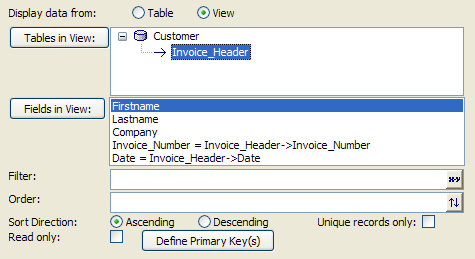 Display data from: Table View
Tables in View: Customer
Invoice_Header
Fields in View: Firstname
Lastname
Company
Invoice_Number = Invoice_Header->Invoice_Number
Date = Invoice_Header->Date
Filter: x=y
Order:
Sort Direction: Ascending Descending Unique records only:
Read only: Define Primary Key(s)